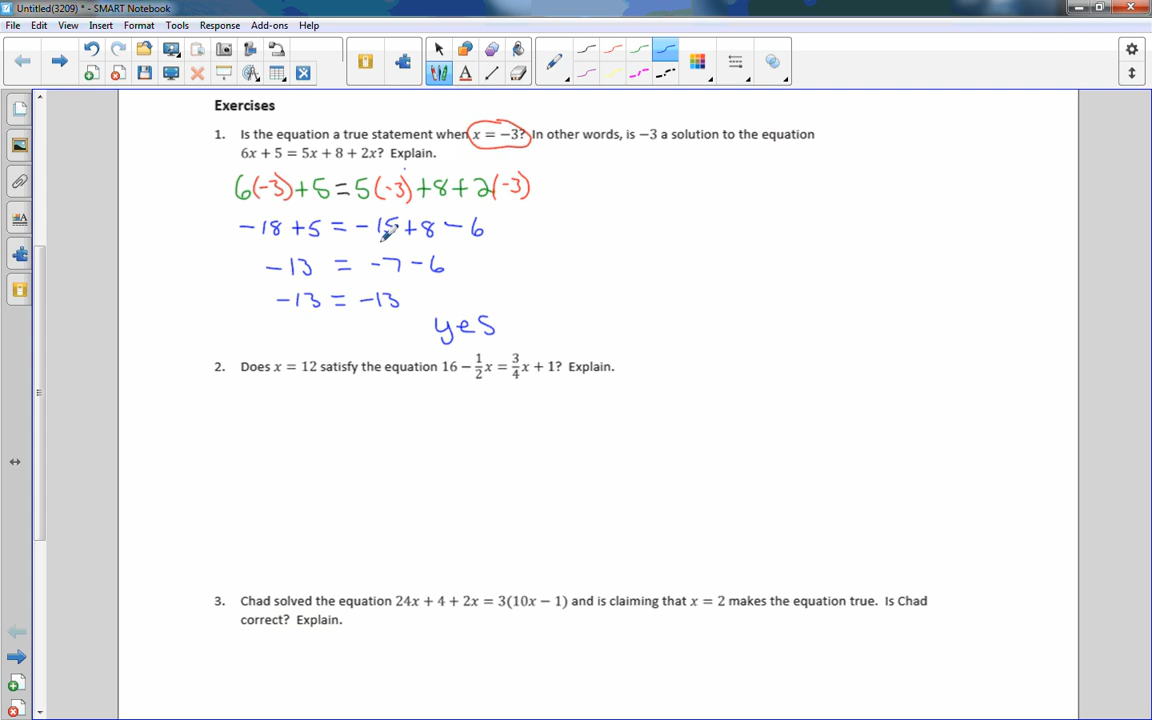 Untitled(3209) * - SMART Notebook
File Edit View Insert Format Tools Response Add-ons Help
Exercises
1. Is the equation a true statement when x = −3? In other words, is −3 a solution to the equation
6x + 5 = 5x + 8 + 2x? Explain.
6(-3)+5=5(-3)+8+2(-3)
-18+5=-15+8-6
-13 = -7-6
-13 = -13
yes
2. Does x = 12 satisfy the equation 16 − 1/2x = 3/4x + 1? Explain.
3. Chad solved the equation 24x + 4 + 2x = 3(10x − 1) and is claiming that x = 2 makes the equation true. Is Chad
correct? Explain.